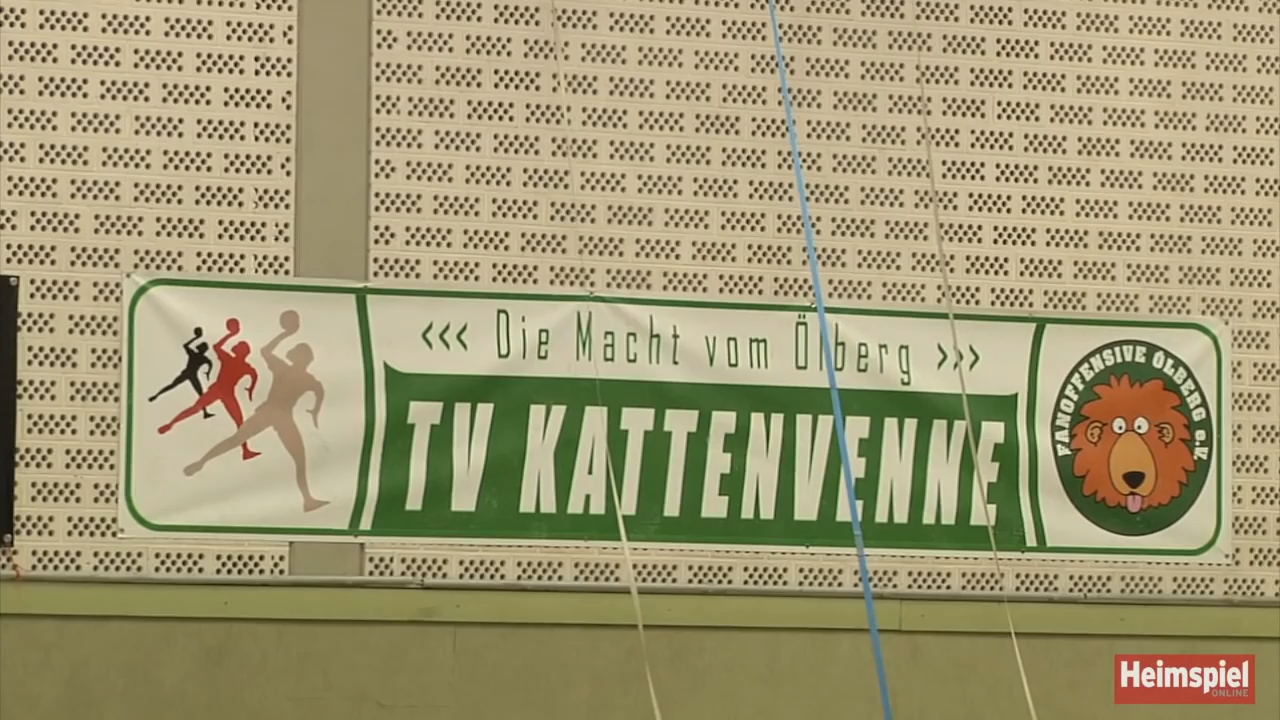 <<< Die Macht vom Ölberg >>>
TV KATTENVENNE
FANOFFENSIVE ÖLBERG e.V.
Heimspiel
ONLINE